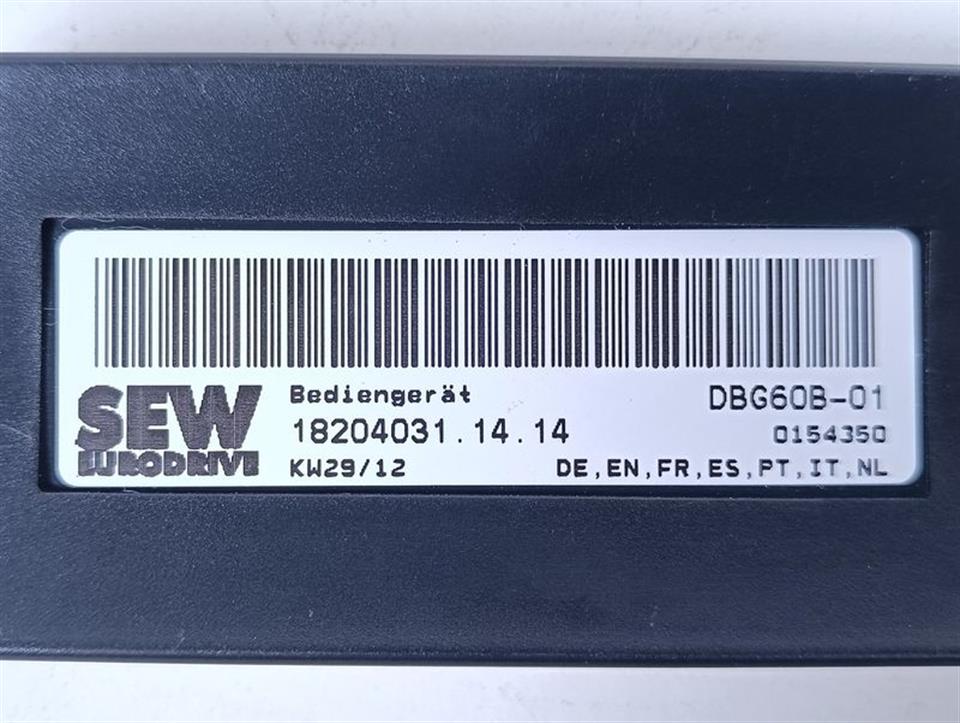 SEW
EURODRIVE
Bediengerät
18204031.14.14
KW29/12
DBG60B-01
0154350
DE,EN,FR,ES,PT,IT,NL